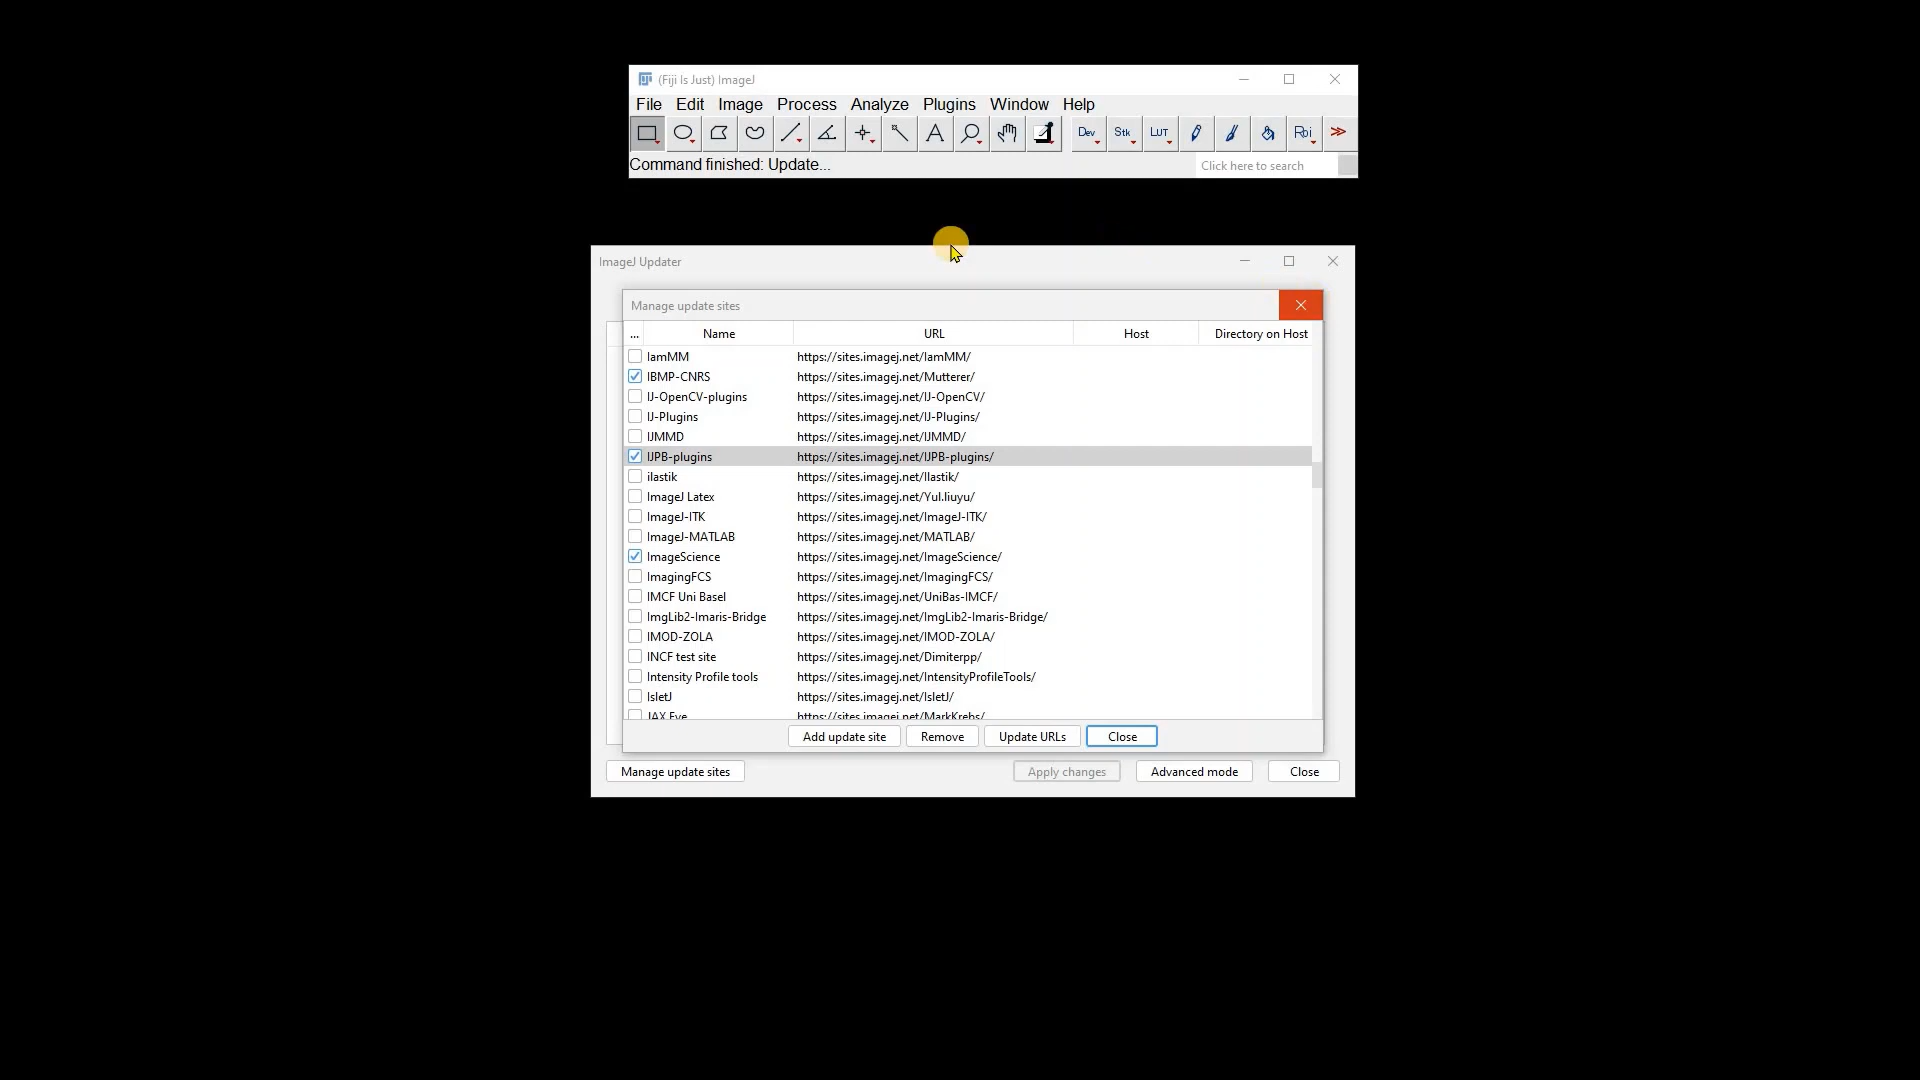 (Fiji Is Just) ImageJ
File Edit Image Process Analyze Plugins Window Help
Dev Stk LUT Roi >>
Command finished: Update... Click here to search
ImageJ Updater
Manage update sites
... Name URL Host Directory on Host
IamMM https://sites.imagej.net/IamMM/
IBMP-CNRS https://sites.imagej.net/Mutterer/
IJ-OpenCV-plugins https://sites.imagej.net/IJ-OpenCV/
IJ-Plugins https://sites.imagej.net/IJ-Plugins/
IJMMD https://sites.imagej.net/IJMMD/
IJPB-plugins https://sites.imagej.net/IJPB-plugins/
ilastik https://sites.imagej.net/Ilastik/
ImageJ Latex https://sites.imagej.net/Yul.liuyu/
ImageJ-ITK https://sites.imagej.net/ImageJ-ITK/
ImageJ-MATLAB https://sites.imagej.net/MATLAB/
ImageScience https://sites.imagej.net/ImageScience/
ImagingFCS https://sites.imagej.net/ImagingFCS/
IMCF Uni Basel https://sites.imagej.net/UniBas-IMCF/
ImgLib2-Imaris-Bridge https://sites.imagej.net/ImgLib2-Imaris-Bridge/
IMOD-ZOLA https://sites.imagej.net/IMOD-ZOLA/
INCF test site https://sites.imagej.net/Dimiterpp/
Intensity Profile tools https://sites.imagej.net/IntensityProfileTools/
IsletJ https://sites.imagej.net/IsletJ/
JAX Eye https://sites.imagej.net/MarkKrebs/
Add update site Remove Update URLs Close
Manage update sites Apply changes Advanced mode Close